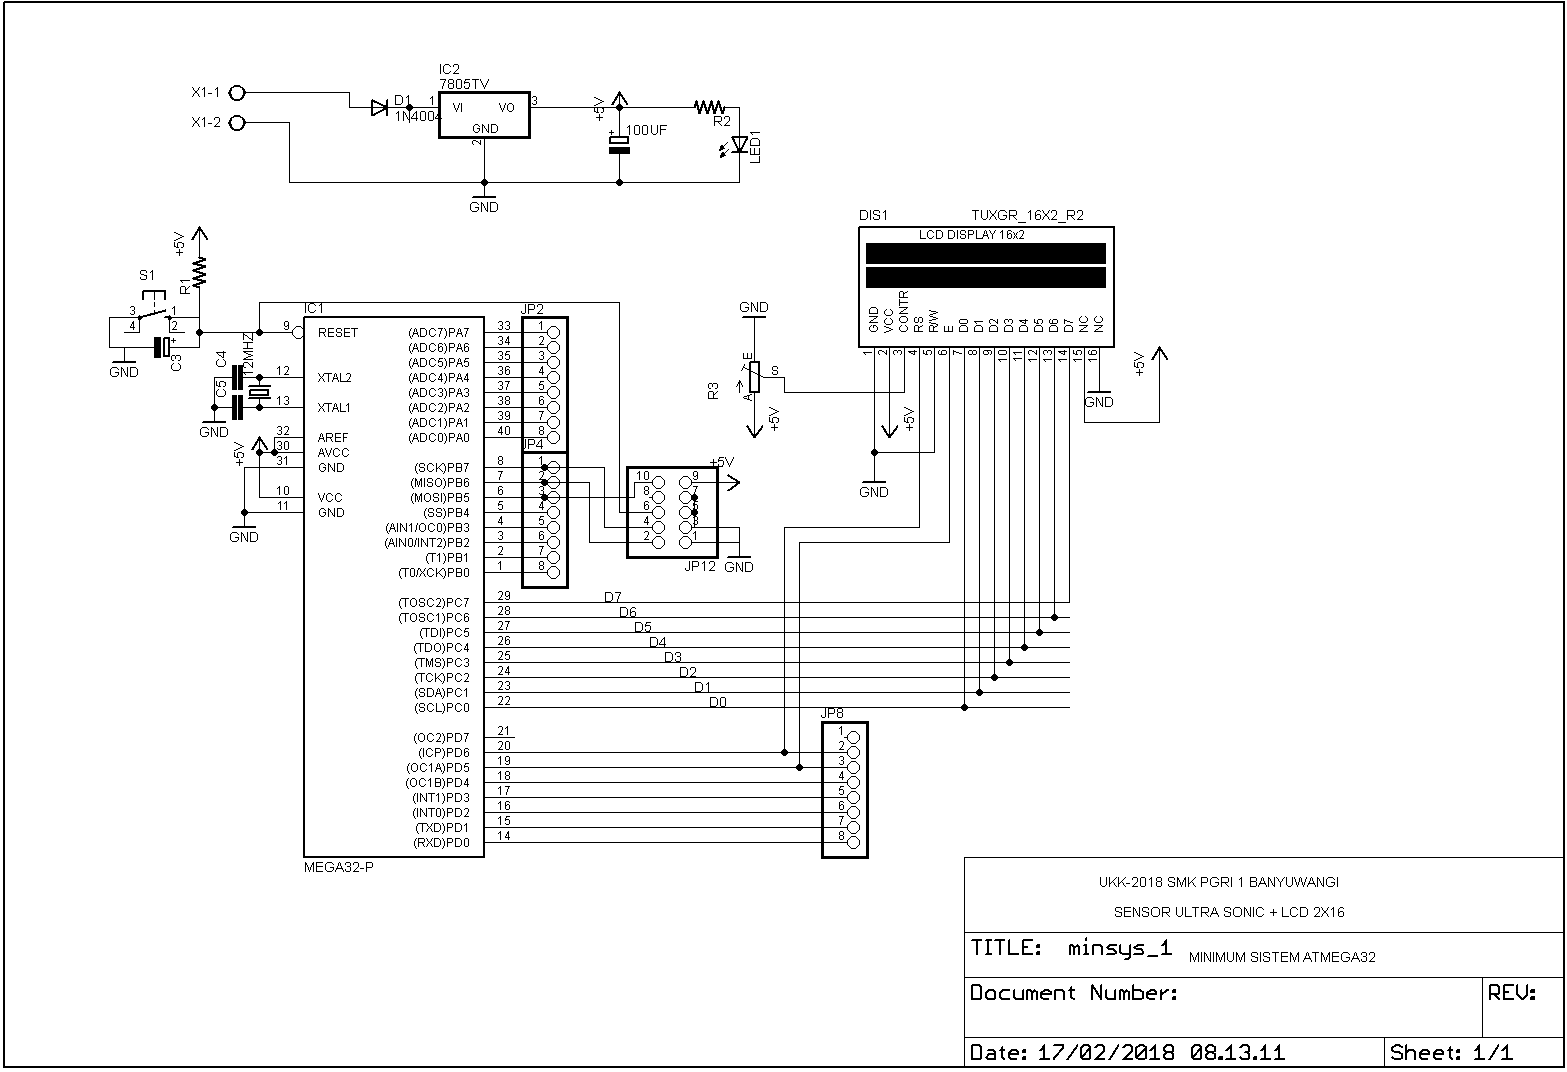 IC2
7805TV
X1-1
D1
1N4004
1
VI
VO
3
GND
2
+5V
100UF
+
R2
LED1
X1-2
GND
DIS1
TUXGR_16X2_R2
LCD DISPLAY 16x2
GND
VCC
CONTR
RS
R/W
E
D0
D1
D2
D3
D4
D5
D6
D7
NC
NC
1
2
3
4
5
6
7
8
9
10
11
12
13
14
15
16
+5V
GND
+5V
GND
GND
R3
E
S
A
+5V
+5V
R1
S1
3
1
4
2
C3
+
GND
C4
C5
12MHZ
GND
+5V
GND
IC1
9 RESET
12 XTAL2
13 XTAL1
32 AREF
30 AVCC
31 GND
10 VCC
11 GND
(ADC7)PA7 33
(ADC6)PA6 34
(ADC5)PA5 35
(ADC4)PA4 36
(ADC3)PA3 37
(ADC2)PA2 38
(ADC1)PA1 39
(ADC0)PA0 40
(SCK)PB7 8
(MISO)PB6 7
(MOSI)PB5 6
(SS)PB4 5
(AIN1/OC0)PB3 4
(AIN0/INT2)PB2 3
(T1)PB1 2
(T0/XCK)PB0 1
(TOSC2)PC7 29
(TOSC1)PC6 28
(TDI)PC5 27
(TDO)PC4 26
(TMS)PC3 25
(TCK)PC2 24
(SDA)PC1 23
(SCL)PC0 22
(OC2)PD7 21
(ICP)PD6 20
(OC1A)PD5 19
(OC1B)PD4 18
(INT1)PD3 17
(INT0)PD2 16
(TXD)PD1 15
(RXD)PD0 14
MEGA32-P
JP2
1
2
3
4
5
6
7
8
JP4
1
2
3
4
5
6
7
8
+5V
10 9
8 7
6
4 3
2 1
JP12
GND
D7
D6
D5
D4
D3
D2
D1
D0
JP8
1
2
3
4
5
6
7
8
UKK-2018 SMK PGRI 1 BANYUWANGI
SENSOR ULTRA SONIC + LCD 2X16
TITLE: minsys_1 MINIMUM SISTEM ATMEGA32
Document Number:
REV:
Date: 17/02/2018 08.13.11
Sheet: 1/1